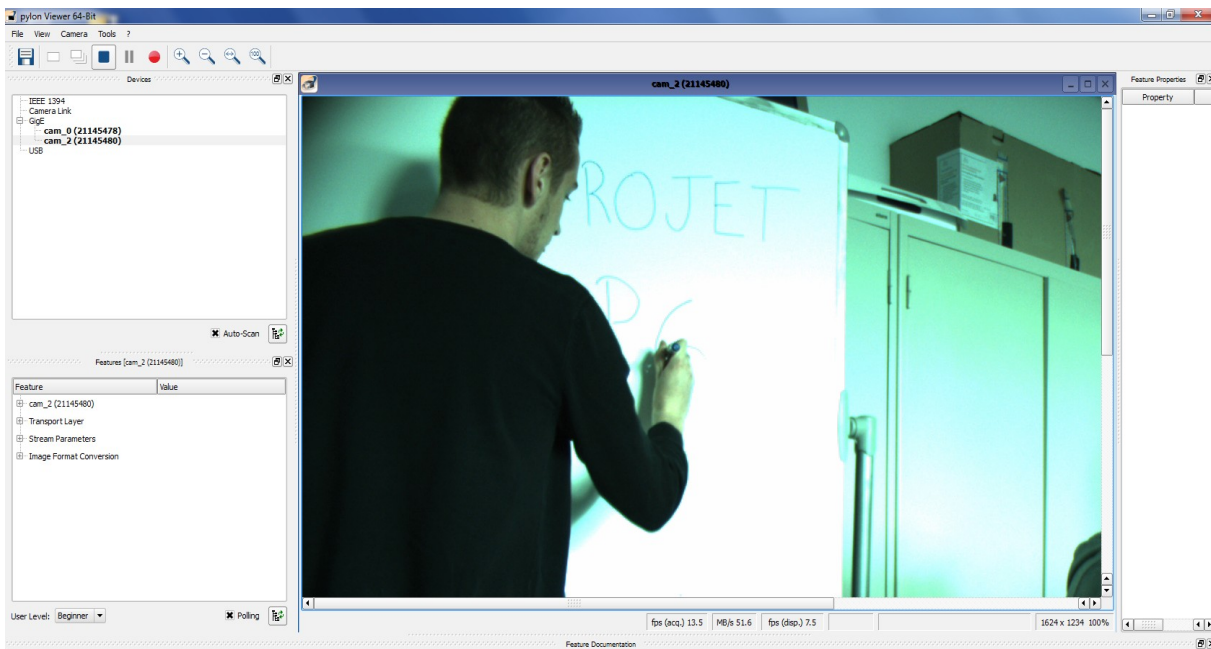 pylon Viewer 64-Bit
File View Camera Tools ?
Devices
IEEE 1394
Camera Link
GigE
cam_0 (21145478)
cam_2 (21145480)
USB
Auto-Scan
Features [cam_2 (21145480)]
Feature Value
cam_2 (21145480)
Transport Layer
Stream Parameters
Image Format Conversion
User Level: Beginner Polling
cam_2 (21145480)
ROJET
D
fps (acq.) 13.5 MB/s 51.6 fps (disp.) 7.5 1624 x 1234 100%
Feature Properties
Property
Feature Documentation